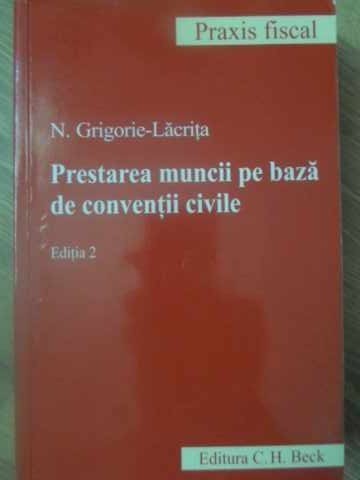 Praxis fiscal
N. Grigorie-Lăcrița
Prestarea muncii pe bază
de convenții civile
Ediția 2
Editura C. H. Beck